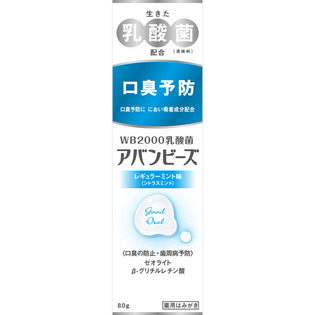 生きた
乳酸菌
配合(清掃剤)
口臭予防
口臭予防に におい吸着成分配合
WB2000乳酸菌
アバンビーズ
レギュラーミント味
(シトラスミント)
Good
Oral
(口臭の防止・歯周病予防)
ゼオライト
β-グリチルレチン酸
80g
薬用はみがき